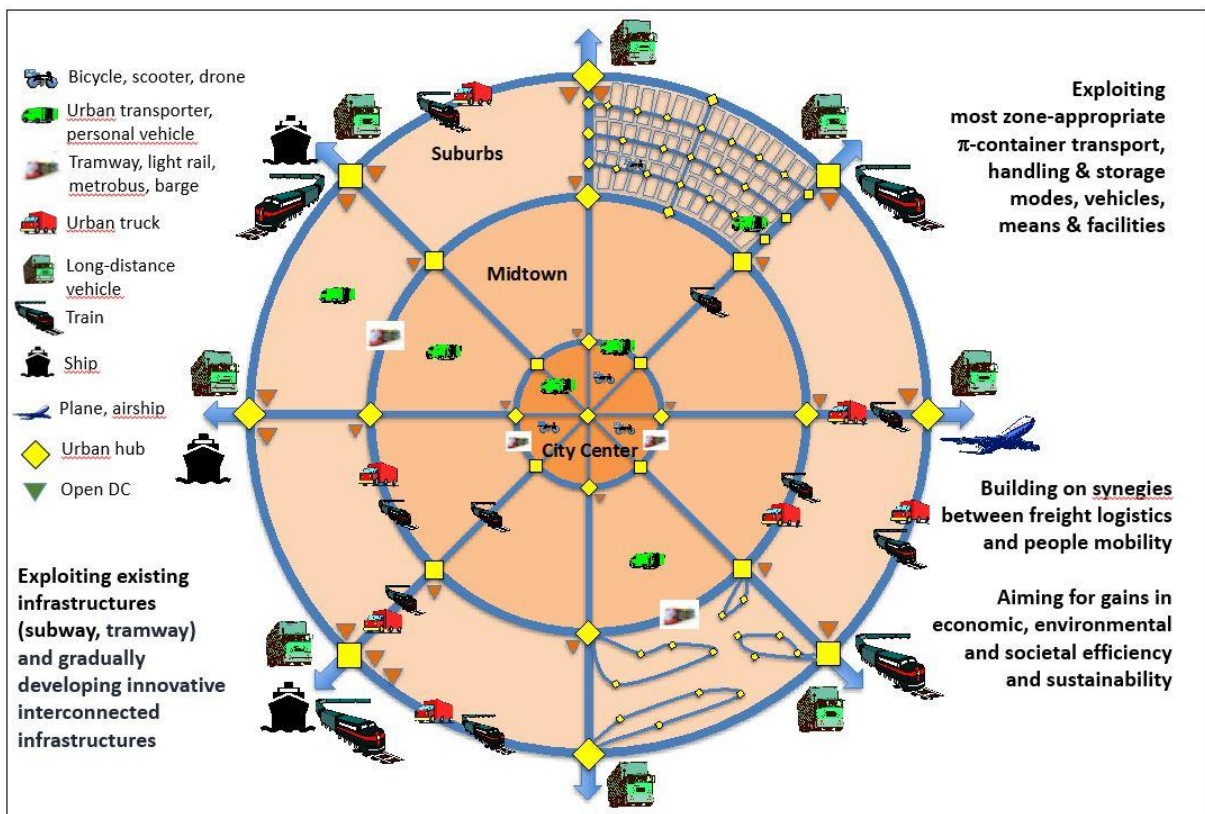 Bicycle, scooter, drone
Urban transporter,
personal vehicle
Tramway, light rail,
metrobus, barge
Urban truck
Long-distance
vehicle
Train
Ship
Plane, airship
Urban hub
Open DC
Exploiting existing
infrastructures
(subway, tramway)
and gradually
developing innovative
interconnected
infrastructures
Suburbs
Midtown
City Center
Exploiting
most zone-appropriate
π-container transport,
handling & storage
modes, vehicles,
means & facilities
Building on synegies
between freight logistics
and people mobility
Aiming for gains in
economic, environmental
and societal efficiency
and sustainability